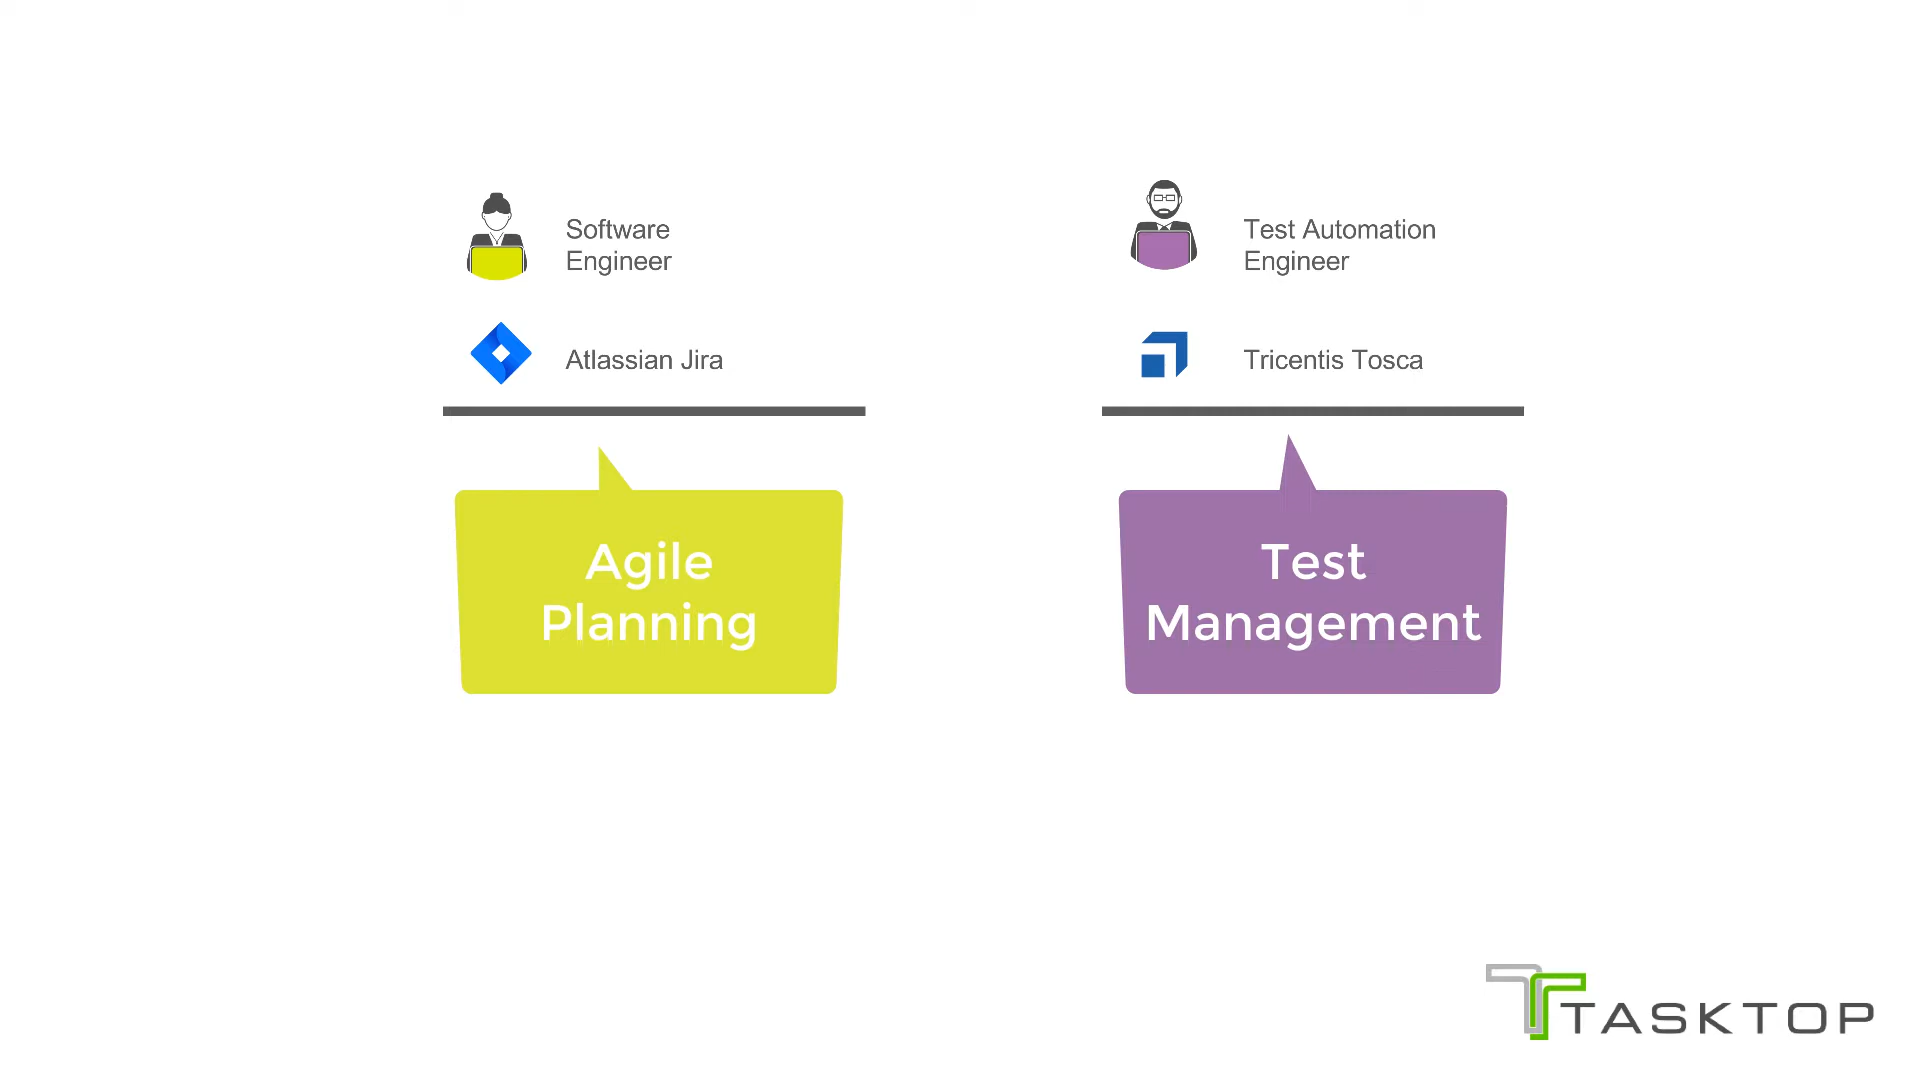 Software
Engineer
Atlassian Jira
Agile
Planning
Test Automation
Engineer
Tricentis Tosca
Test
Management
TASKTOP